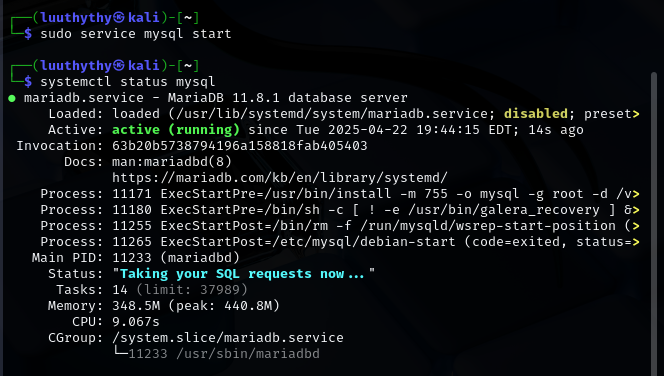 ┌──(luuthythy㉿kali)-[~]
└─$ sudo service mysql start
┌──(luuthythy㉿kali)-[~]
└─$ systemctl status mysql
● mariadb.service - MariaDB 11.8.1 database server
Loaded: loaded (/usr/lib/systemd/system/mariadb.service; disabled; preset>
Active: active (running) since Tue 2025-04-22 19:44:15 EDT; 14s ago
Invocation: 63b20b5738794196a158818fab405403
Docs: man:mariadbd(8)
https://mariadb.com/kb/en/library/systemd/
Process: 11171 ExecStartPre=/usr/bin/install -m 755 -o mysql -g root -d /v>
Process: 11180 ExecStartPre=/bin/sh -c [ ! -e /usr/bin/galera_recovery ] &>
Process: 11255 ExecStartPost=/bin/rm -f /run/mysqld/wsrep-start-position (>
Process: 11265 ExecStartPost=/etc/mysql/debian-start (code=exited, status=>
Main PID: 11233 (mariadbd)
Status: "Taking your SQL requests now..."
Tasks: 14 (limit: 37989)
Memory: 348.5M (peak: 440.8M)
CPU: 9.067s
CGroup: /system.slice/mariadb.service
└─11233 /usr/sbin/mariadbd